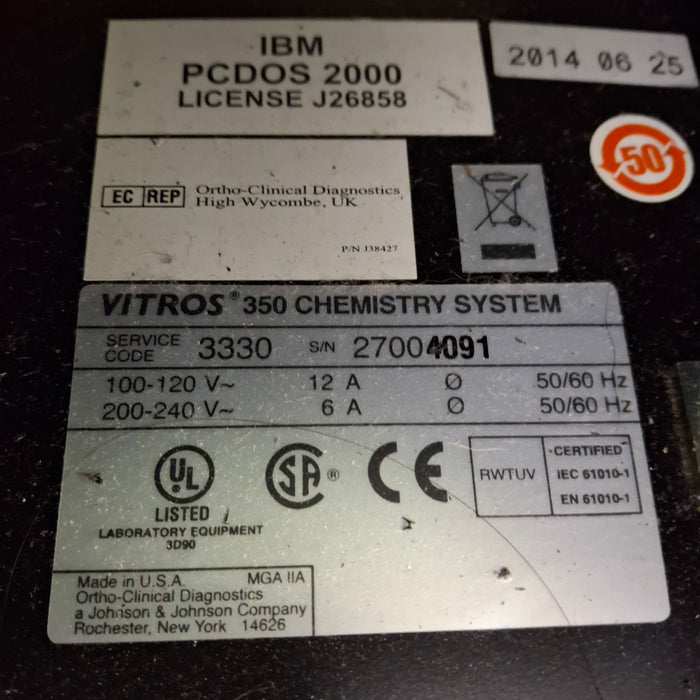 IBM
PCDOS 2000
LICENSE J26858
2014 06 25
50
EC REP
Ortho-Clinical Diagnostics
High Wycombe, UK
P/N J38427
VITROS® 350 CHEMISTRY SYSTEM
SERVICE CODE 3330 S/N 27004091
100-120 V~ 12 A Ø 50/60 Hz
200-240 V~ 6 A Ø 50/60 Hz
UL ®
LISTED
LABORATORY EQUIPMENT
3D90
SA ®
CE
RWTUV
CERTIFIED
IEC 61010-1
EN 61010-1
Made in U.S.A. MGA IIA
Ortho-Clinical Diagnostics
a Johnson & Johnson Company
Rochester, New York 14626